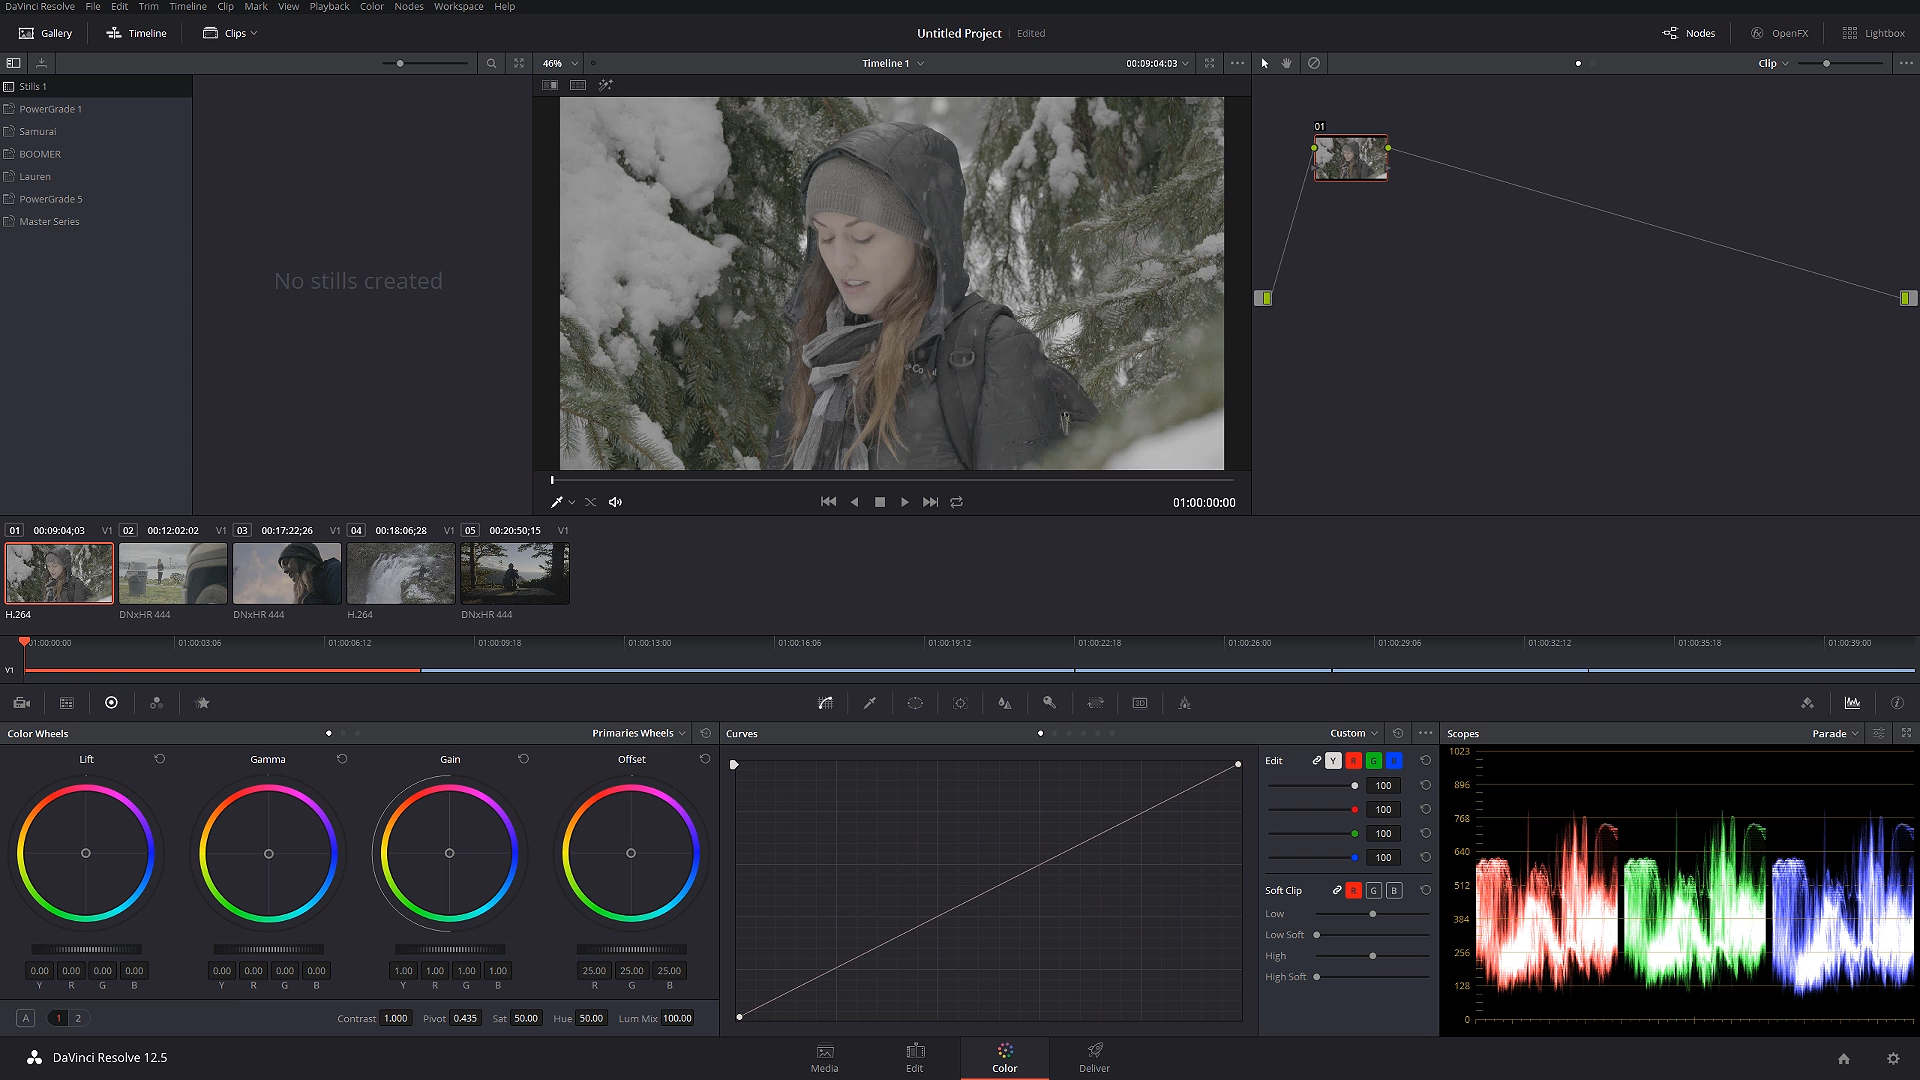 DaVinci Resolve File Edit Trim Timeline Clip Mark View Playback Color Nodes Workspace Help
Gallery Timeline Clips Untitled Project Edited Nodes OpenFX Lightbox
46% Timeline 1 00:09:04:03 Clip
Stills 1
PowerGrade 1
Samurai
BOOMER
Lauren
PowerGrade 5
Master Series
No stills created
01
01:00:00:00
01 00:09:04;03 V1 02 00:12:02:02 V1 03 00:17:22;26 V1 04 00:18:06;28 V1 05 00:20:50;15 V1
H.264 DNxHR 444 DNxHR 444 H.264 DNxHR 444
01:00:00:00 01:00:03:06 01:00:06:12 01:00:09:18 01:00:13:00 01:00:16:06 01:00:19:12 01:00:22:18 01:00:26:00 01:00:29:06 01:00:32:12 01:00:35:18 01:00:39:00
V1
Color Wheels Primaries Wheels Curves Custom Scopes Parade
Lift Gamma Gain Offset
0.00 0.00 0.00 0.00 0.00 0.00 0.00 0.00 1.00 1.00 1.00 1.00 25.00 25.00 25.00
Y R G B Y R G B Y R G B R G B
A 1 2 Contrast 1.000 Pivot 0.435 Sat 50.00 Hue 50.00 Lum Mix 100.00
Edit Y R G B
100
100
100
100
Soft Clip R G B
Low
Low Soft
High
High Soft
1023
896
768
640
512
384
256
128
0
DaVinci Resolve 12.5 Media Edit Color Deliver